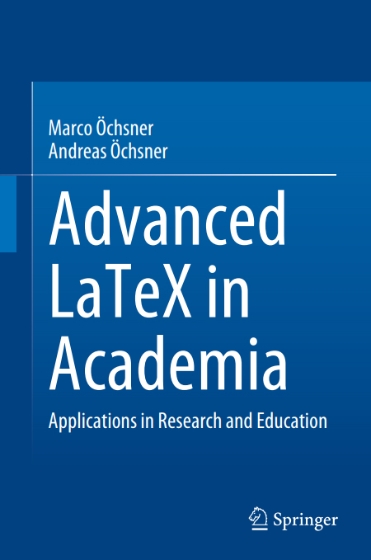 Marco Öchsner
Andreas Öchsner
Advanced
LaTeX in
Academia
Applications in Research and Education
Springer